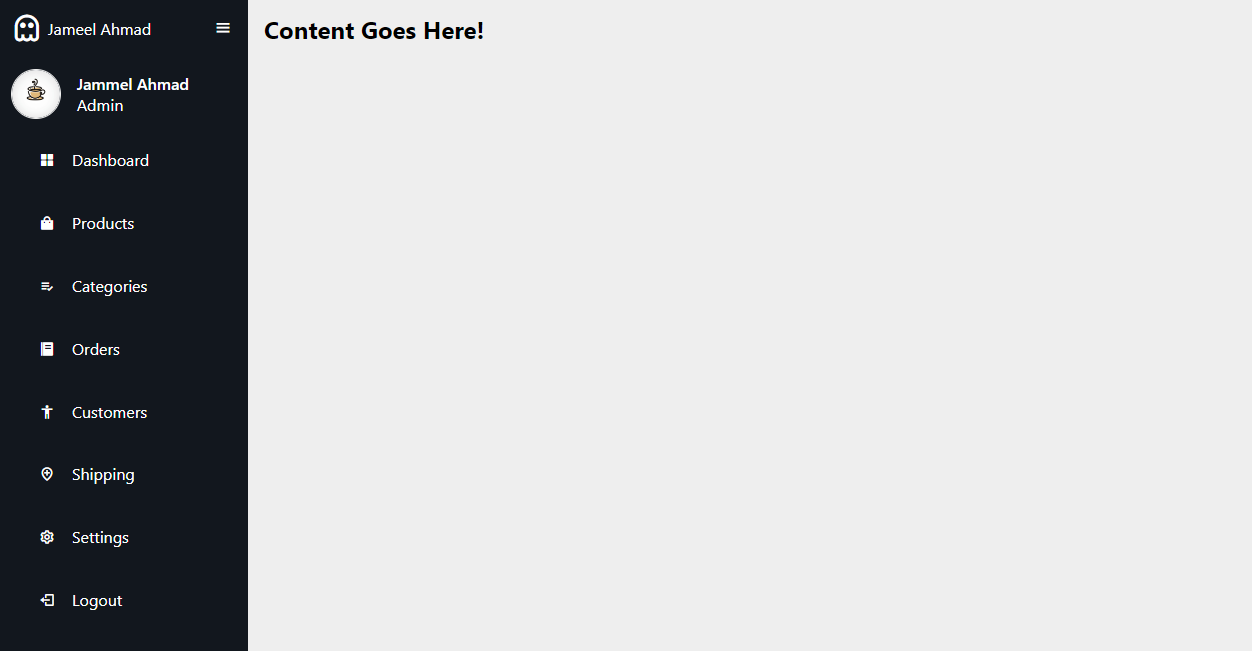 Jameel Ahmad
Jammel Ahmad
Admin
Dashboard
Products
Categories
Orders
Customers
Shipping
Settings
Logout
Content Goes Here!